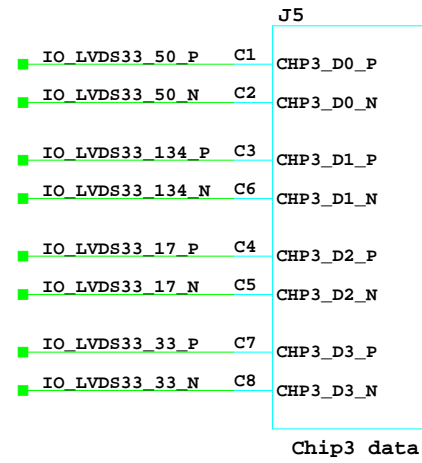 J5
IO_LVDS33_50_P C1 CHP3_D0_P
IO_LVDS33_50_N C2 CHP3_D0_N
IO_LVDS33_134_P C3 CHP3_D1_P
IO_LVDS33_134_N C6 CHP3_D1_N
IO_LVDS33_17_P C4 CHP3_D2_P
IO_LVDS33_17_N C5 CHP3_D2_N
IO_LVDS33_33_P C7 CHP3_D3_P
IO_LVDS33_33_N C8 CHP3_D3_N
Chip3 data